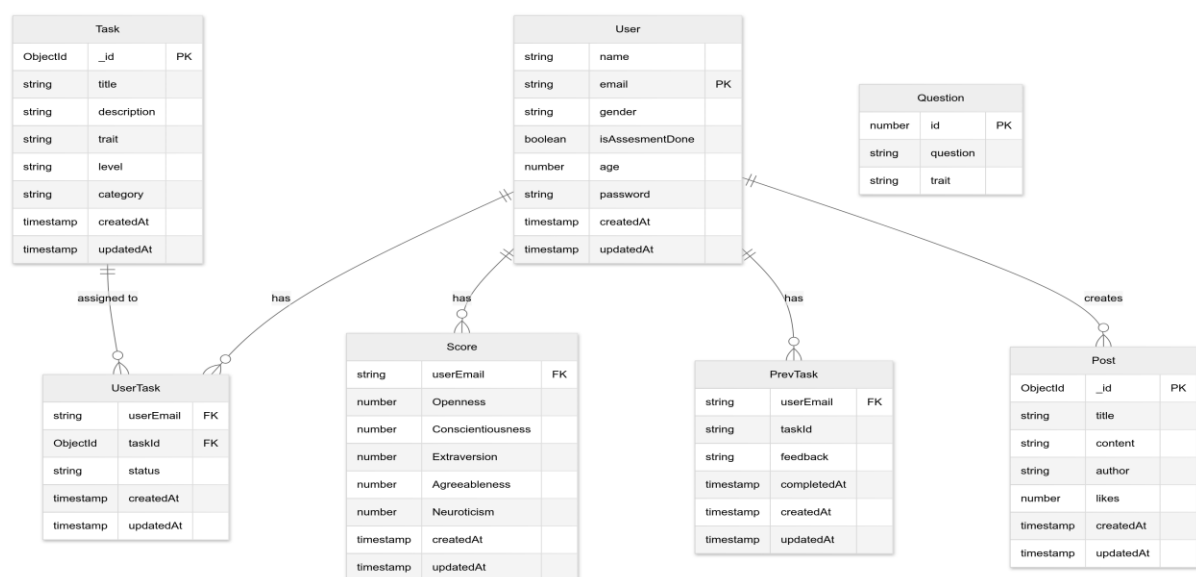 Task
ObjectId _id PK
string title
string description
string trait
string level
string category
timestamp createdAt
timestamp updatedAt
User
string name
string email PK
string gender
boolean isAssesmentDone
number age
string password
timestamp createdAt
timestamp updatedAt
Question
number id PK
string question
string trait
assigned to
has
has
has
creates
UserTask
string userEmail FK
ObjectId taskId FK
string status
timestamp createdAt
timestamp updatedAt
Score
string userEmail FK
number Openness
number Conscientiousness
number Extraversion
number Agreeableness
number Neuroticism
timestamp createdAt
timestamp updatedAt
PrevTask
string userEmail FK
string taskId
string feedback
timestamp completedAt
timestamp createdAt
timestamp updatedAt
Post
ObjectId _id PK
string title
string content
string author
number likes
timestamp createdAt
timestamp updatedAt